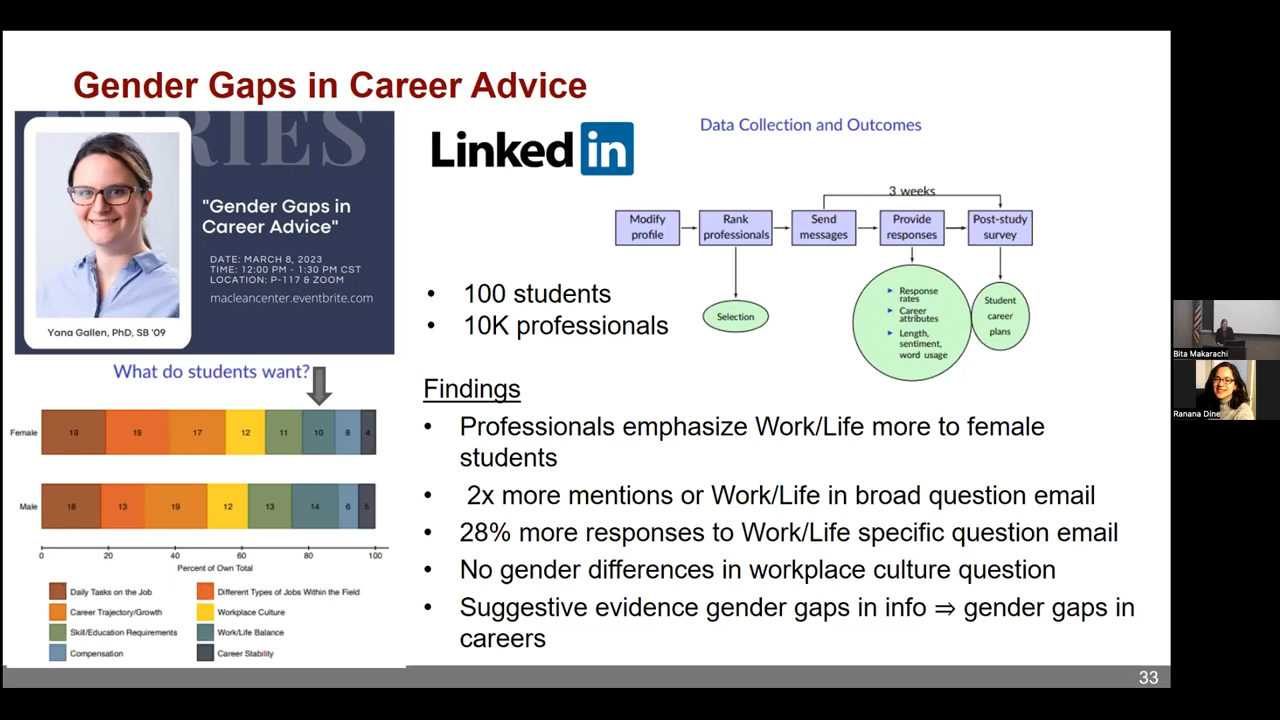 Gender Gaps in Career Advice
ERIES
"Gender Gaps in
Career Advice"
DATE: MARCH 8, 2023
TIME: 12:00 PM - 1:30 PM CST
LOCATION: P-117 & ZOOM
macleancenter.eventbrite.com
Yana Gallen, PhD, SB '09
Linked in
Data Collection and Outcomes
3 weeks
Modify
profile
Rank
professionals
Send
messages
Provide
responses
Post-study
survey
Selection
▶ Response
rates
▶ Career
attributes
▶ Length,
sentiment,
word usage
Student
career
plans
• 100 students
• 10K professionals
What do students want?
Female
19 19 17 12 11 10 8 4
Male
18 13 19 12 13 14 6 5
0 20 40 60 80 100
Percent of Own Total
Daily Tasks on the Job
Different Types of Jobs Within the Field
Career Trajectory/Growth
Workplace Culture
Skill/Education Requirements
Work/Life Balance
Compensation
Career Stability
Findings
• Professionals emphasize Work/Life more to female
students
• 2x more mentions or Work/Life in broad question email
• 28% more responses to Work/Life specific question email
• No gender differences in workplace culture question
• Suggestive evidence gender gaps in info ⇒ gender gaps in
careers
33
Bita Makarachi
Ranana Dine